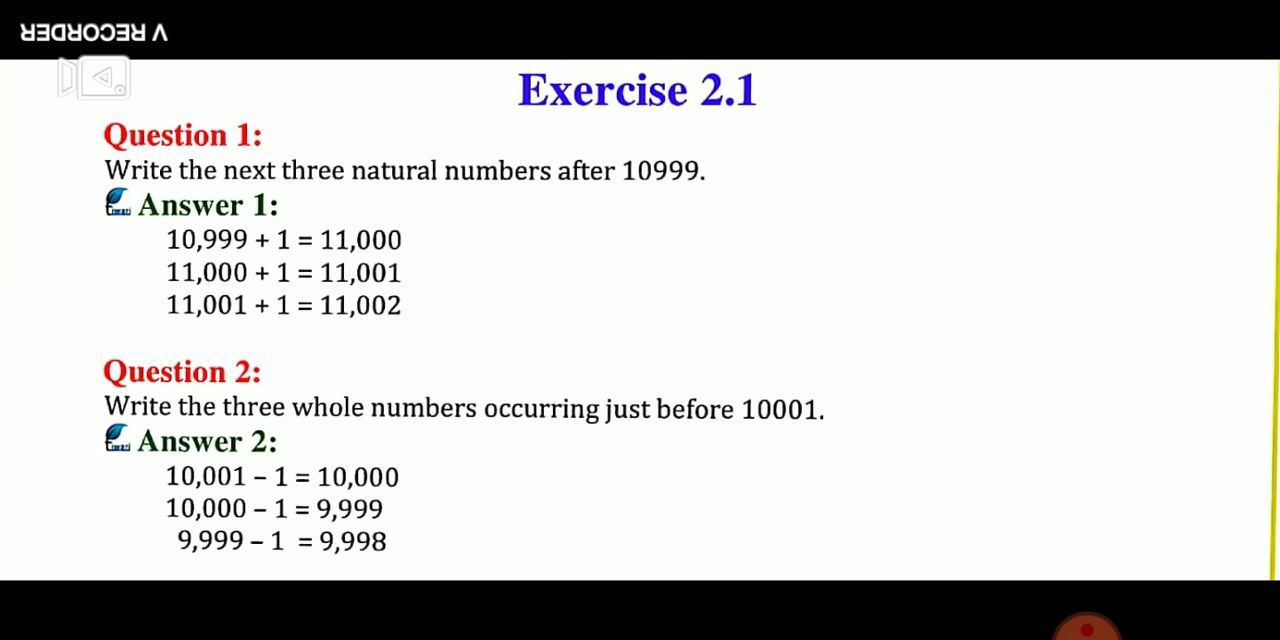 V RECORDER
Exercise 2.1
Question 1:
Write the next three natural numbers after 10999.
Answer 1:
10,999 + 1 = 11,000
11,000 + 1 = 11,001
11,001 + 1 = 11,002
Question 2:
Write the three whole numbers occurring just before 10001.
Answer 2:
10,001 – 1 = 10,000
10,000 – 1 = 9,999
9,999 – 1 = 9,998